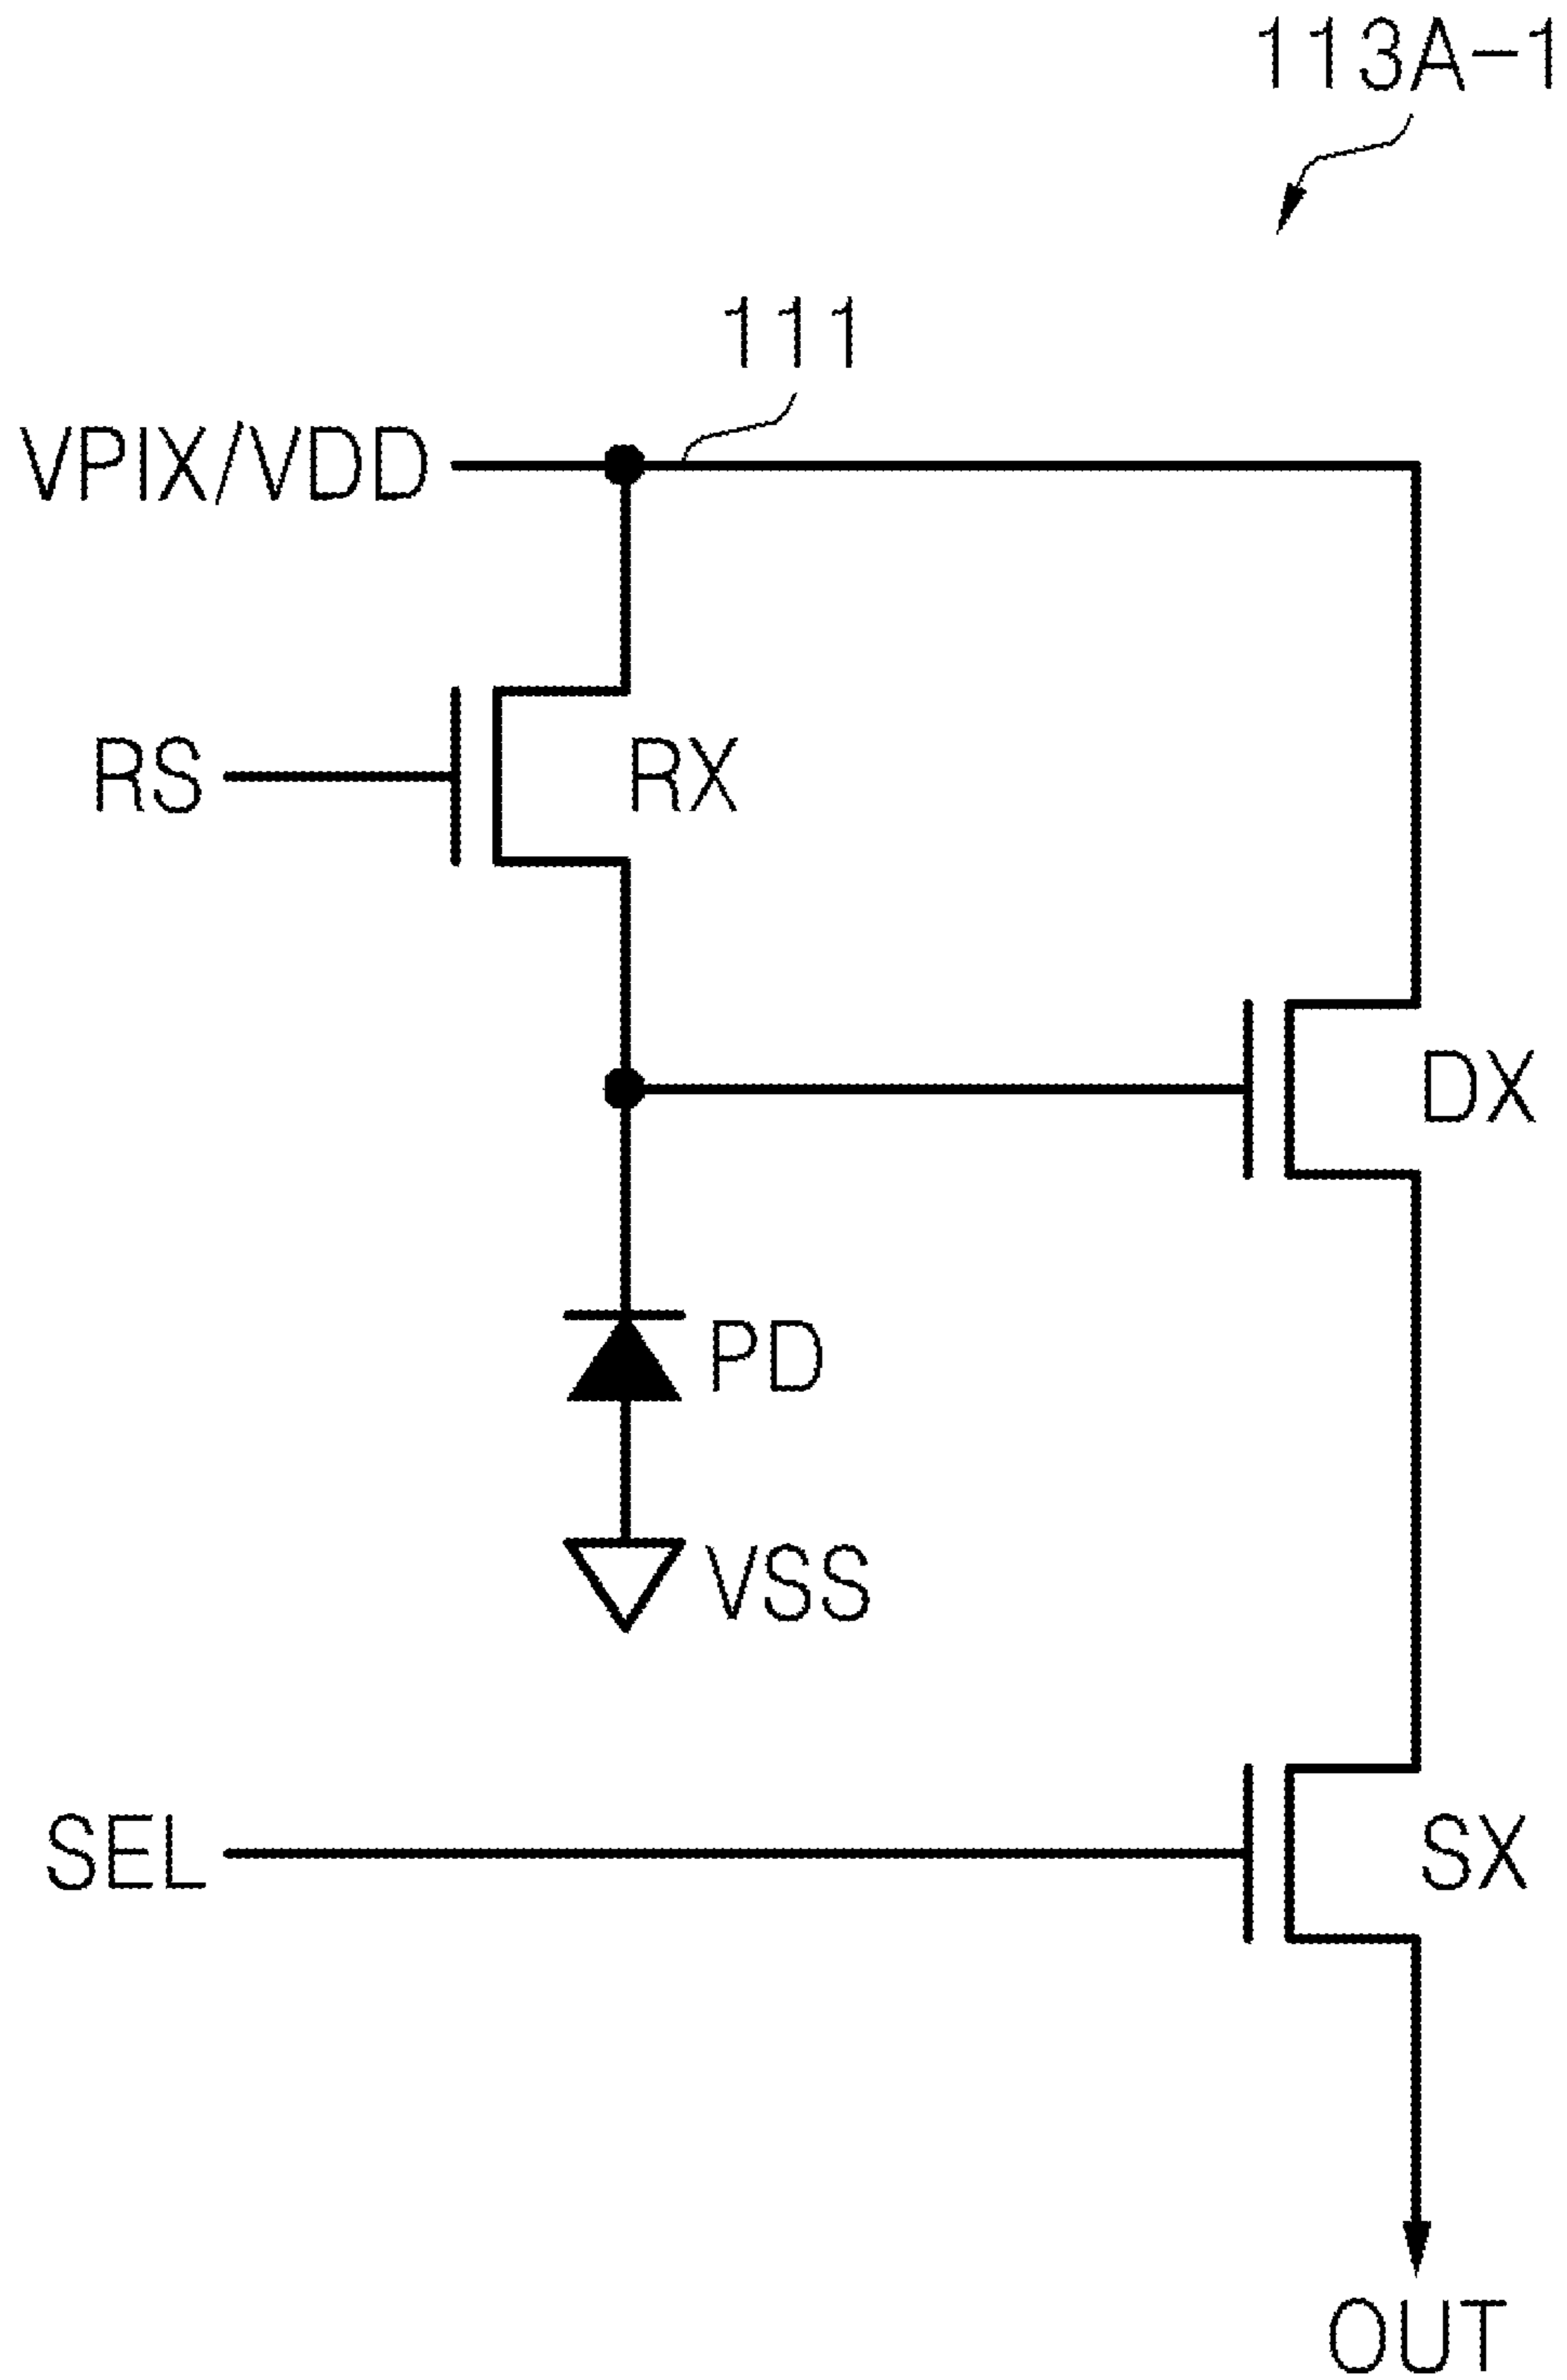 113A-1
111
VPIX/VDD
RS
RX
DX
PD
VSS
SEL
SX
OUT